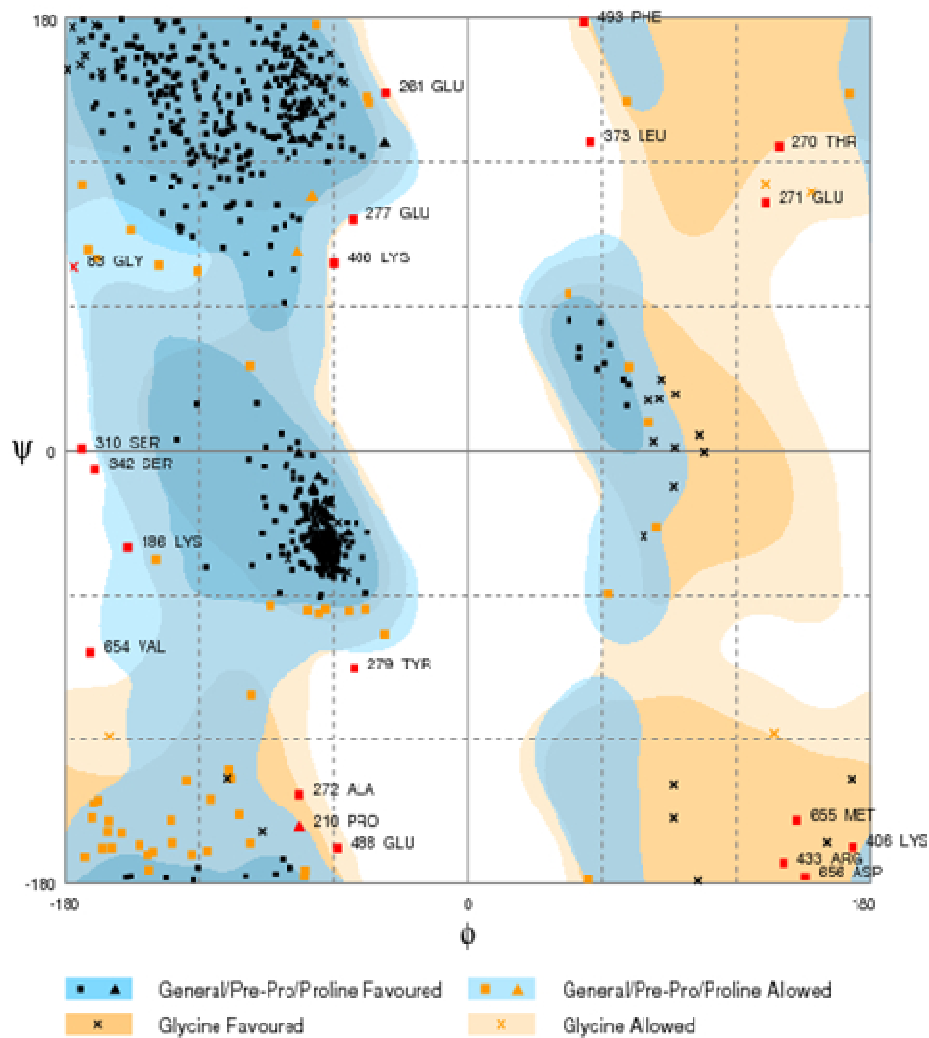 180
493 PHE
261 GLU
373 LEU
270 THR
271 GLU
277 GLU
400 LYS
88 GLY
ψ
0
310 SER
342 SER
186 LYS
654 VAL
279 TYR
272 ALA
210 PRO
655 MET
488 GLU
406 LYS
433 ARG
656 ASP
-180
-180
0
180
ϕ
General/Pre-Pro/Proline Favoured
General/Pre-Pro/Proline Allowed
Glycine Favoured
Glycine Allowed